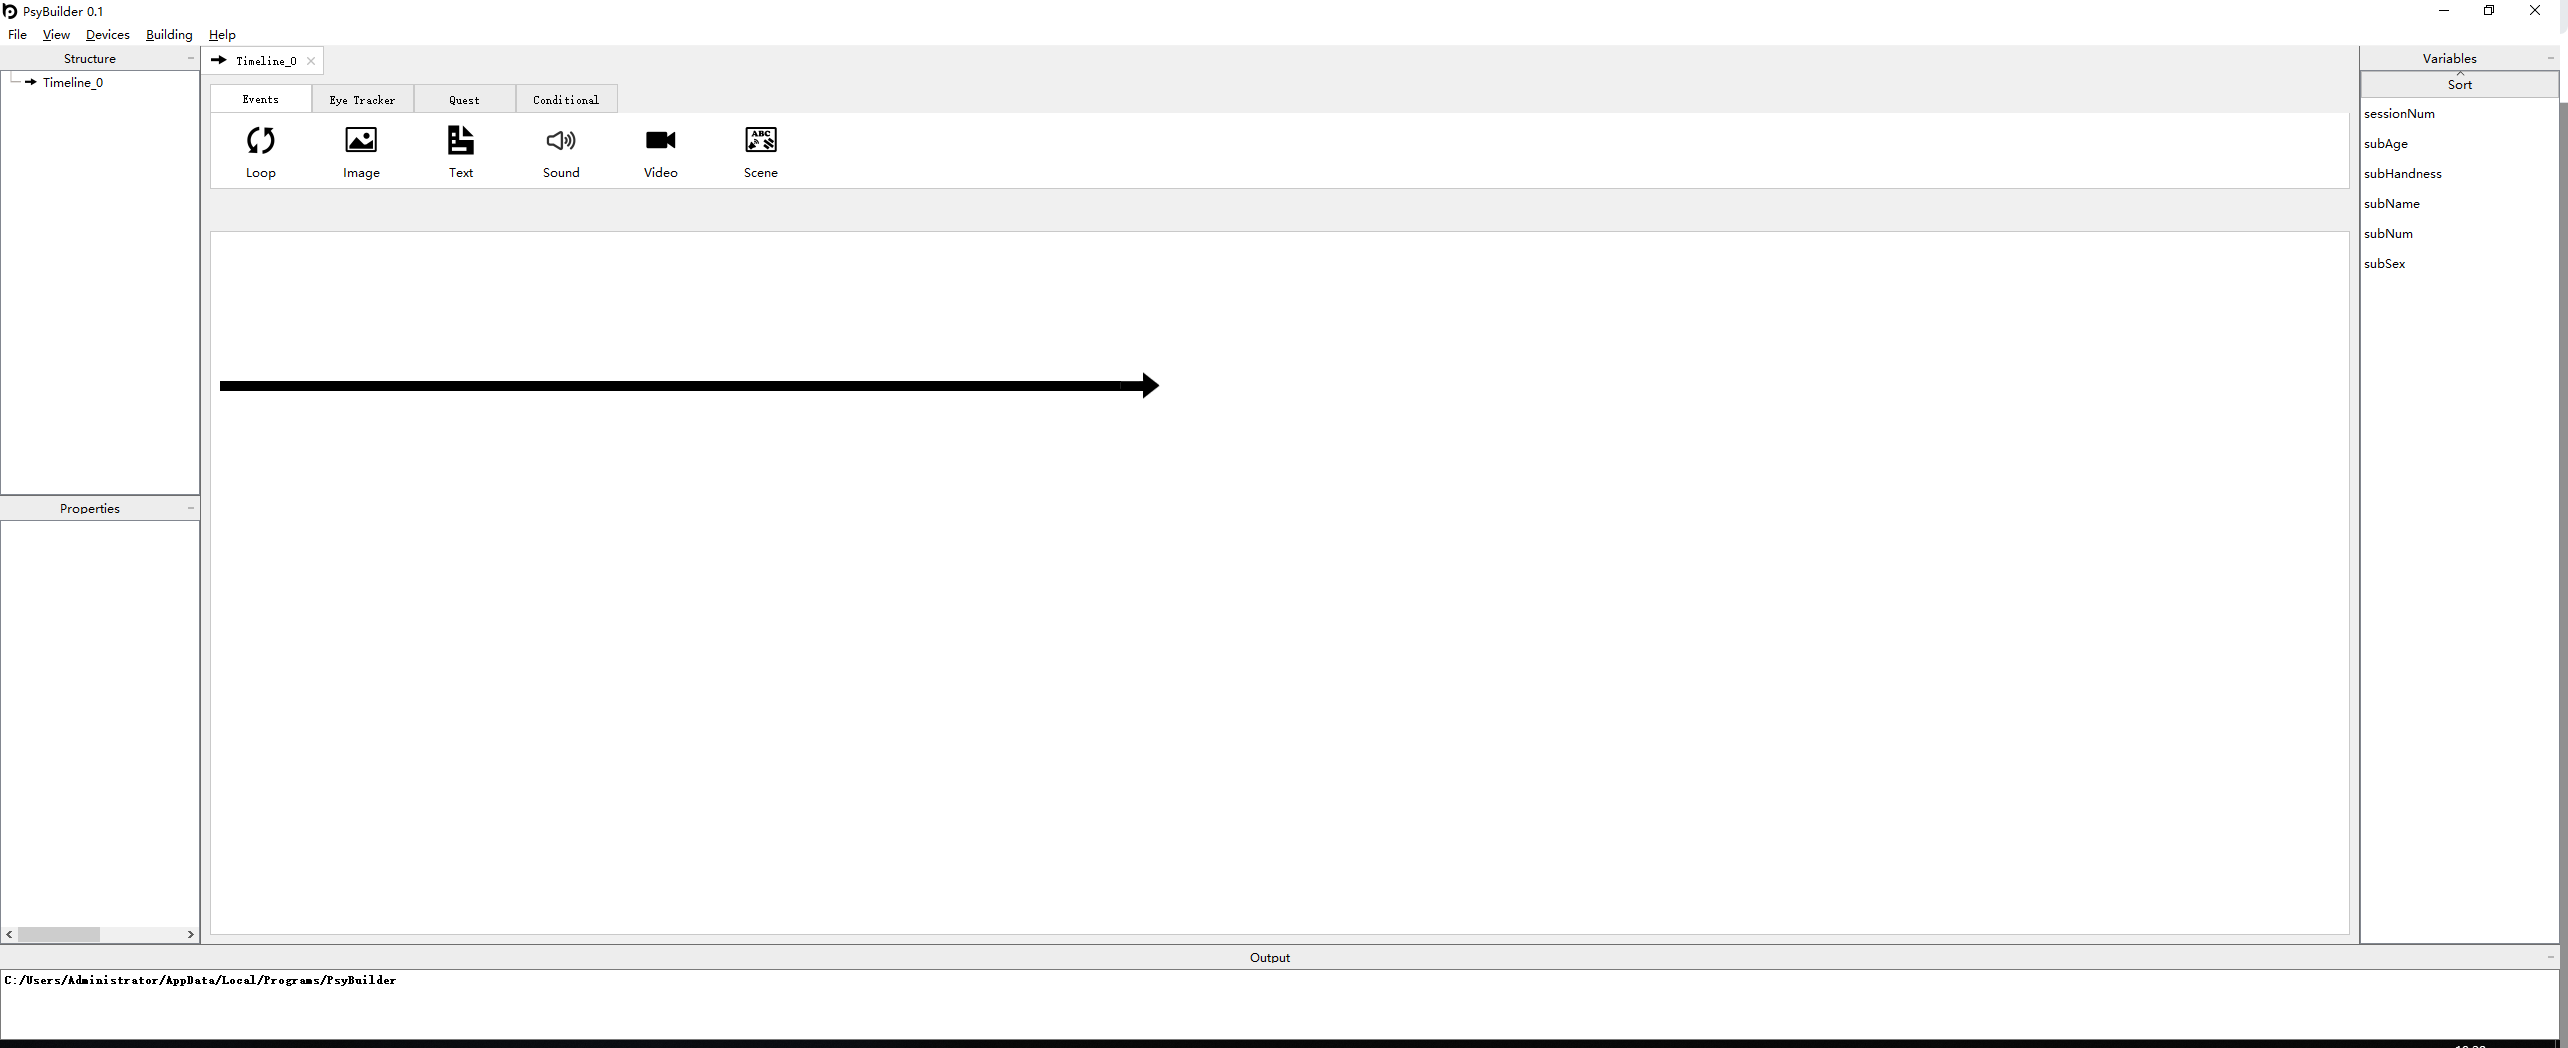 PsyBuilder 0.1
File View Devices Building Help
Structure
Timeline_0
Timeline_0
Events Eye Tracker Quest Conditional
Loop Image Text Sound Video Scene
Properties
Variables
Sort
sessionNum
subAge
subHandness
subName
subNum
subSex
Output
C:/Users/Administrator/AppData/Local/Programs/PsyBuilder